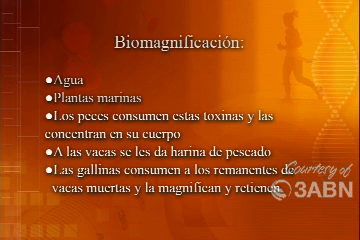 Biomagnificación:
●Agua
●Plantas marinas
●Los peces consumen estas toxinas y las
concentran en su cuerpo
●A las vacas se les da harina de pescado
●Las gallinas consumen a los remanentes de
vacas muertas y la magnifican y retienen
Courtesy of
3ABN